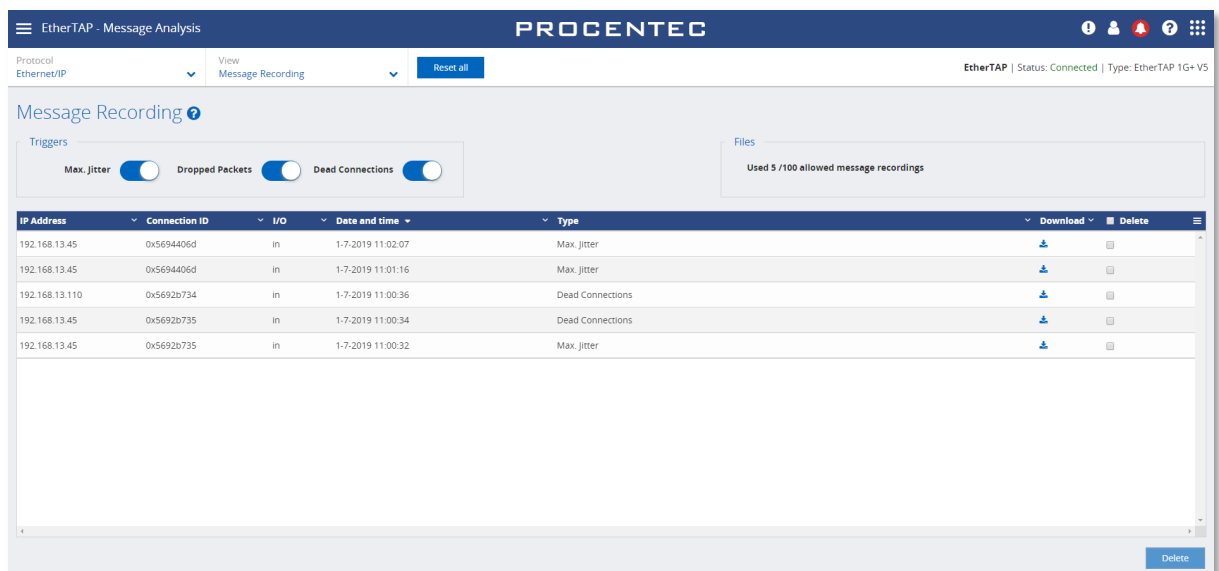 EtherTAP - Message Analysis PROCENTEC
Protocol View
Ethernet/IP Message Recording Reset all EtherTAP | Status: Connected | Type: EtherTAP 1G+ V5
Message Recording
Triggers Files
Max. Jitter Dropped Packets Dead Connections Used 5 /100 allowed message recordings
IP Address Connection ID I/O Date and time Type Download Delete
192.168.13.45 0x5694406d in 1-7-2019 11:02:07 Max. Jitter
192.168.13.45 0x5694406d in 1-7-2019 11:01:16 Max. Jitter
192.168.13.110 0x5692b734 in 1-7-2019 11:00:36 Dead Connections
192.168.13.45 0x5692b735 in 1-7-2019 11:00:34 Dead Connections
192.168.13.45 0x5692b735 in 1-7-2019 11:00:32 Max. Jitter
Delete